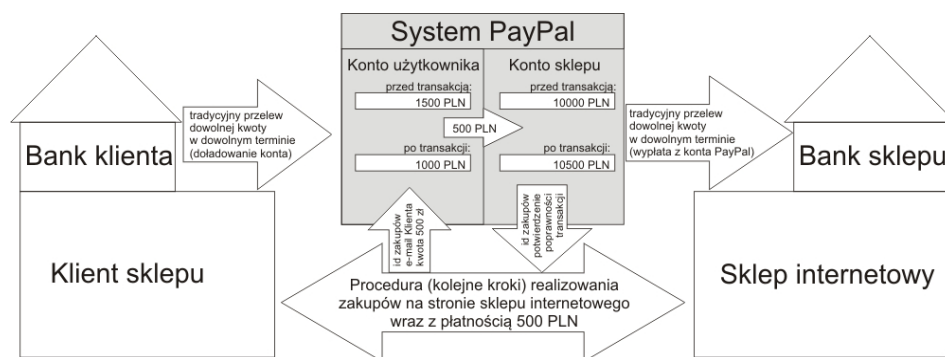 System PayPal
Konto użytkownika
przed transakcją:
1500 PLN
po transakcji:
1000 PLN
500 PLN
Konto sklepu
przed transakcją:
10000 PLN
po transakcji:
10500 PLN
Bank klienta
tradycyjny przelew
dowolnej kwoty
w dowolnym terminie
(doładowanie konta)
tradycyjny przelew
dowolnej kwoty
w dowolnym terminie
(wypłata z konta PayPal)
Bank sklepu
id zakupów
e-mail Klienta
kwota 500 zł
id zakupów
potwierdzenie
poprawności
transakcji
Klient sklepu
Procedura (kolejne kroki) realizowania
zakupów na stronie sklepu internetowego
wraz z płatnością 500 PLN
Sklep internetowy